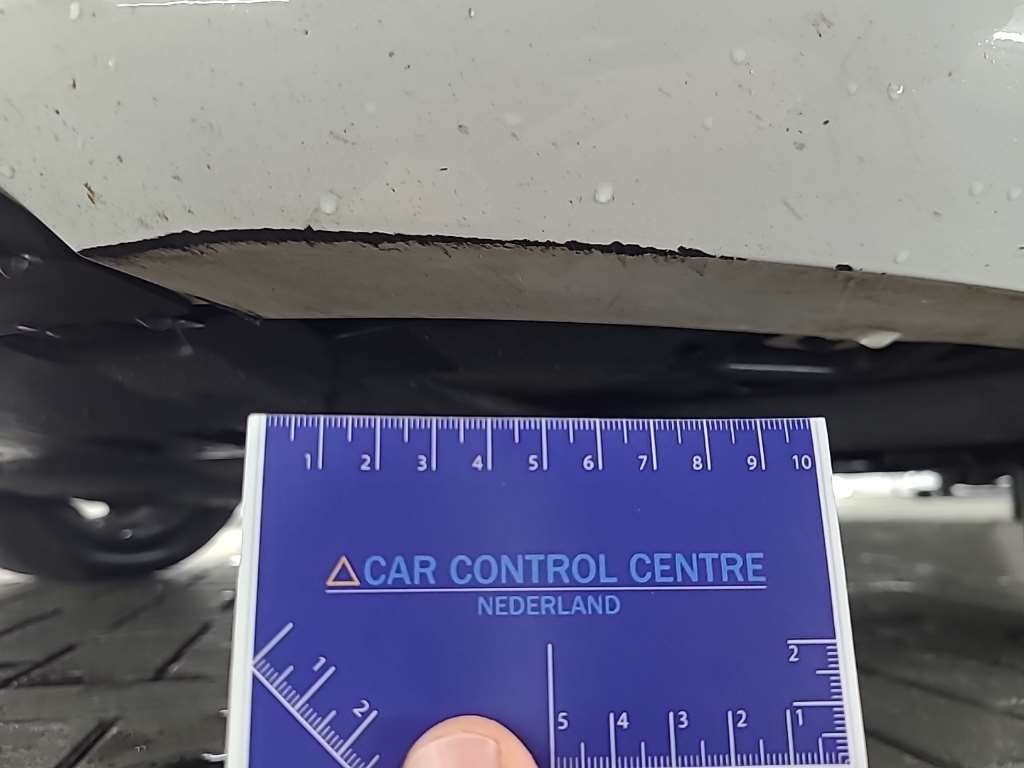 1 2 3 4 5 6 7 8 9 10
CAR CONTROL CENTRE
NEDERLAND
1 2
5 4 3 2 1
2